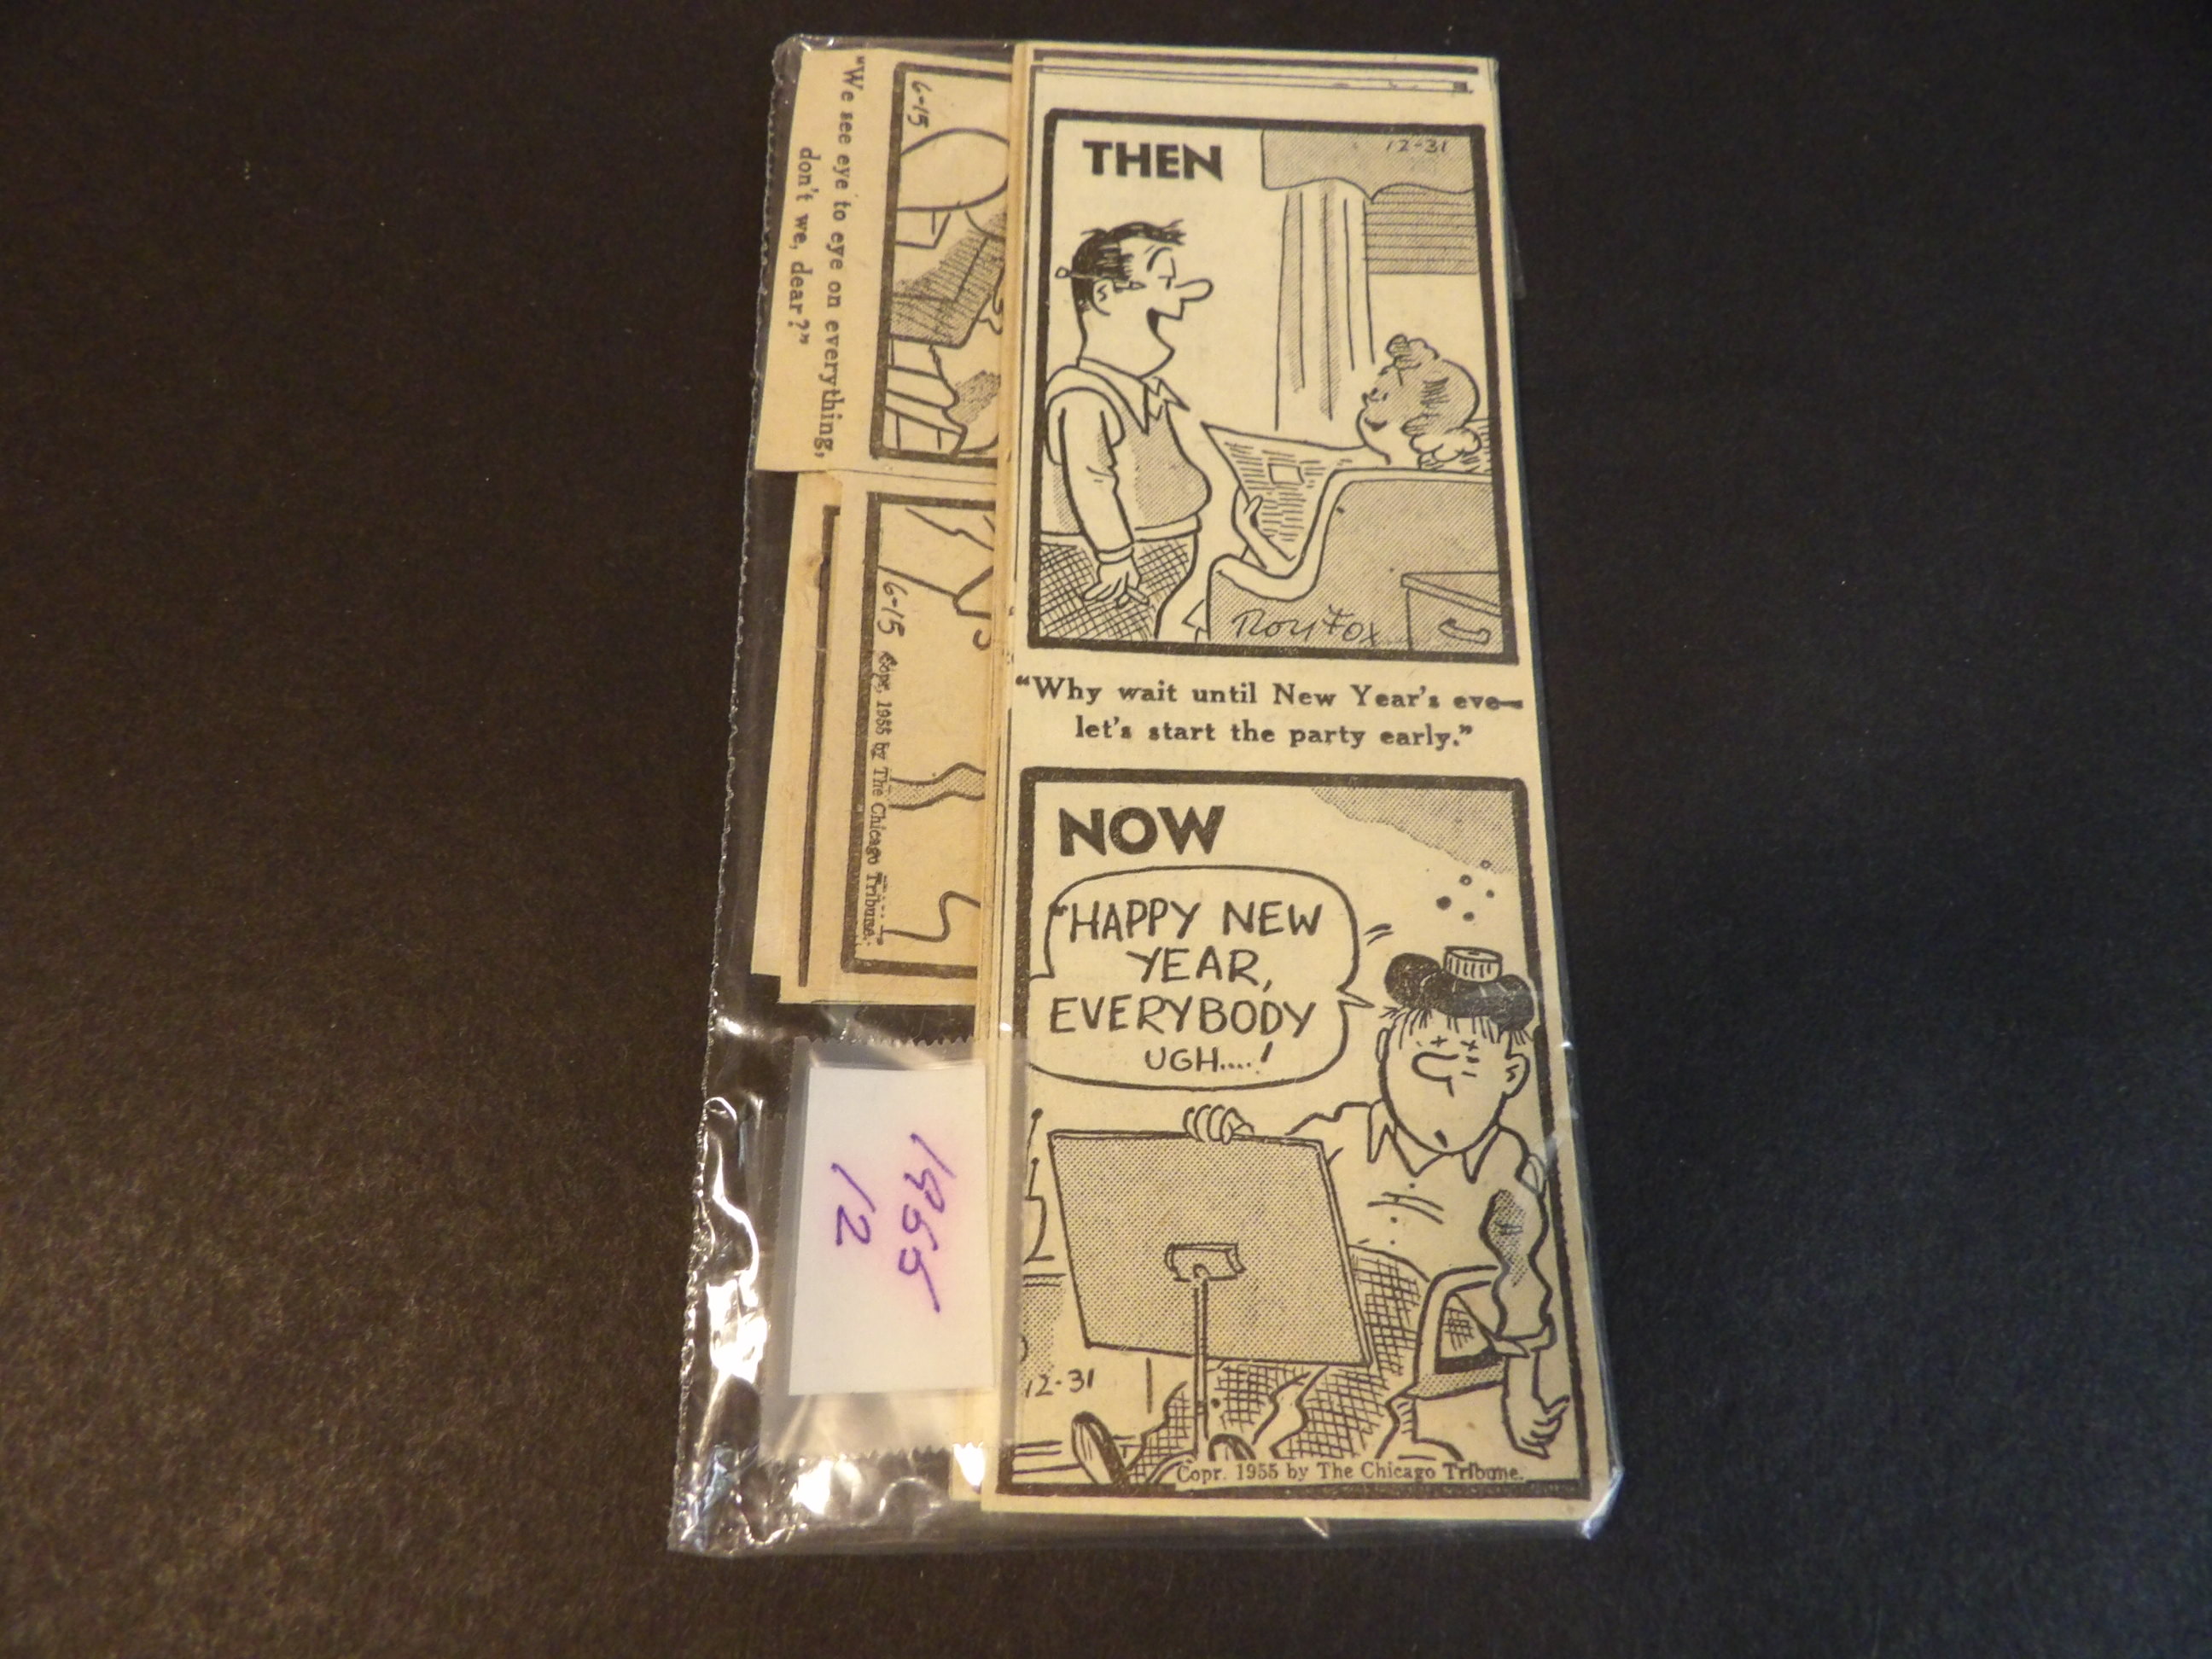 THEN
12-31
Roy Fox
"Why wait until New Year's eve—
let's start the party early."
NOW
"HAPPY NEW
YEAR,
EVERYBODY
UGH....!
12-31
Copr. 1955 by The Chicago Tribune.
6-15
"We see eye to eye on everything,
don't we, dear?"
6-15
Copr. 1955 by The Chicago Tribune.
1955
12